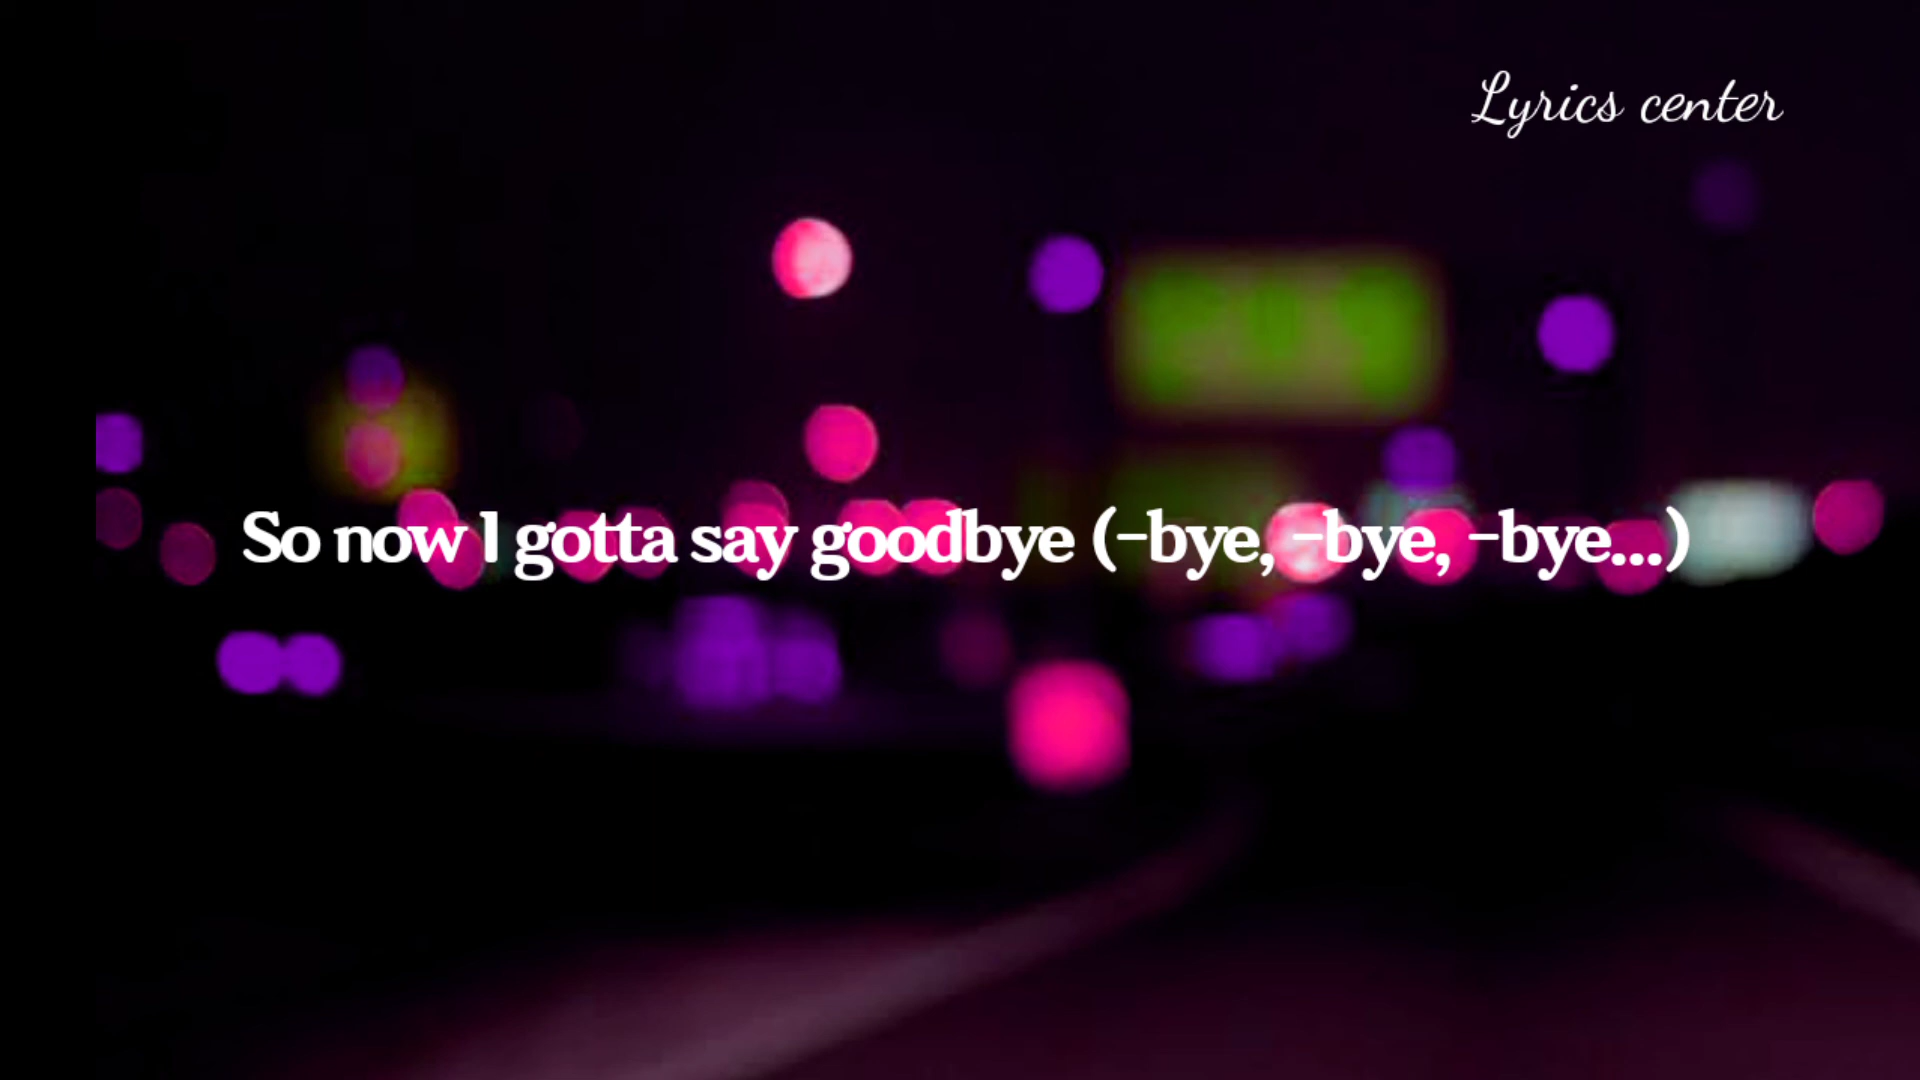 Lyrics center
So now I gotta say goodbye (-bye, -bye, -bye...)